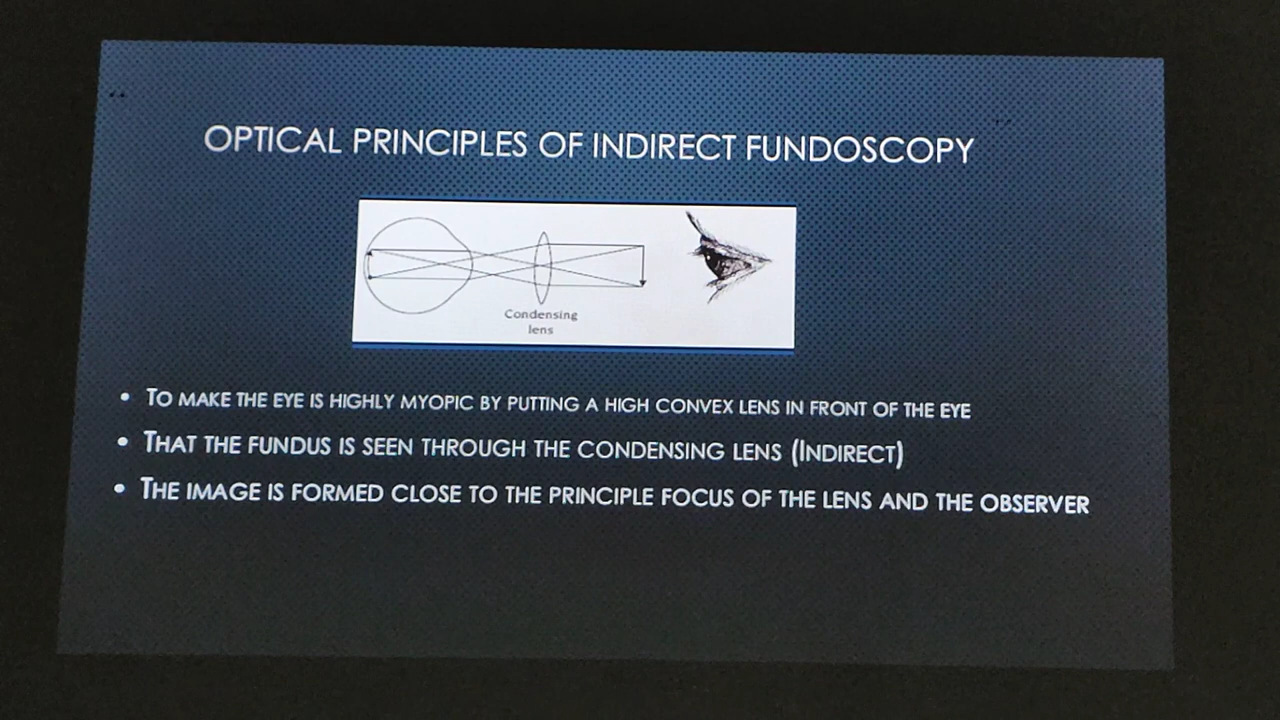 OPTICAL PRINCIPLES OF INDIRECT FUNDOSCOPY
Condensing
lens
• TO MAKE THE EYE IS HIGHLY MYOPIC BY PUTTING A HIGH CONVEX LENS IN FRONT OF THE EYE
• THAT THE FUNDUS IS SEEN THROUGH THE CONDENSING LENS (INDIRECT)
• THE IMAGE IS FORMED CLOSE TO THE PRINCIPLE FOCUS OF THE LENS AND THE OBSERVER